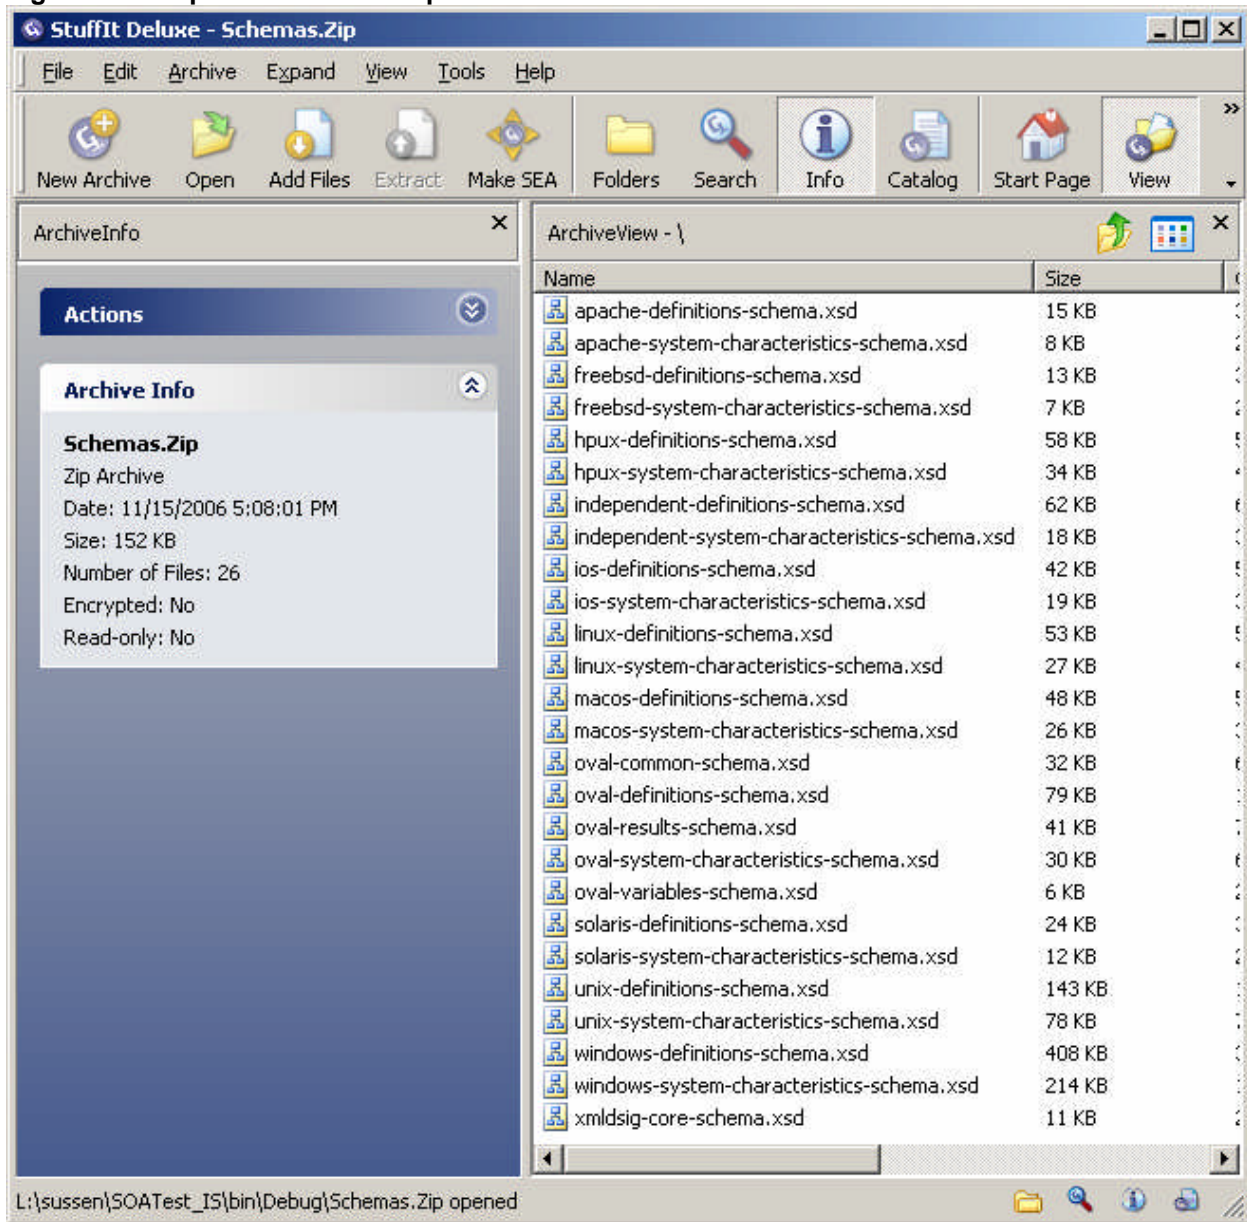 StuffIt Deluxe - Schemas.Zip
File Edit Archive Expand View Tools Help
New Archive Open Add Files Extract Make SEA Folders Search Info Catalog Start Page View
ArchiveInfo
ArchiveView - \
Name Size
Actions
Archive Info
Schemas.Zip
Zip Archive
Date: 11/15/2006 5:08:01 PM
Size: 152 KB
Number of Files: 26
Encrypted: No
Read-only: No
apache-definitions-schema.xsd 15 KB
apache-system-characteristics-schema.xsd 8 KB
freebsd-definitions-schema.xsd 13 KB
freebsd-system-characteristics-schema.xsd 7 KB
hpux-definitions-schema.xsd 58 KB
hpux-system-characteristics-schema.xsd 34 KB
independent-definitions-schema.xsd 62 KB
independent-system-characteristics-schema.xsd 18 KB
ios-definitions-schema.xsd 42 KB
ios-system-characteristics-schema.xsd 19 KB
linux-definitions-schema.xsd 53 KB
linux-system-characteristics-schema.xsd 27 KB
macos-definitions-schema.xsd 48 KB
macos-system-characteristics-schema.xsd 26 KB
oval-common-schema.xsd 32 KB
oval-definitions-schema.xsd 79 KB
oval-results-schema.xsd 41 KB
oval-system-characteristics-schema.xsd 30 KB
oval-variables-schema.xsd 6 KB
solaris-definitions-schema.xsd 24 KB
solaris-system-characteristics-schema.xsd 12 KB
unix-definitions-schema.xsd 143 KB
unix-system-characteristics-schema.xsd 78 KB
windows-definitions-schema.xsd 408 KB
windows-system-characteristics-schema.xsd 214 KB
xmldsig-core-schema.xsd 11 KB
L:\sussen\SOATest_IS\bin\Debug\Schemas.Zip opened